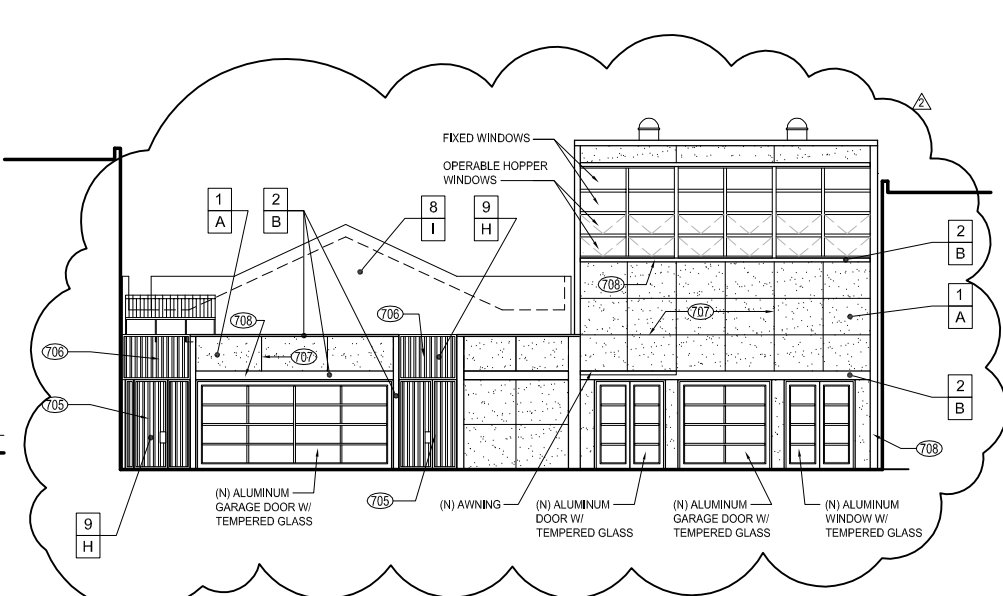 2
FIXED WINDOWS
OPERABLE HOPPER
WINDOWS
1
A
2
B
8
I
9
H
2
B
708
1
A
707
706
708
706
707
705
2
B
708
705
9
H
(N) ALUMINUM
GARAGE DOOR W/
TEMPERED GLASS
(N) AWNING
(N) ALUMINUM
DOOR W/
TEMPERED GLASS
(N) ALUMINUM
GARAGE DOOR W/
TEMPERED GLASS
(N) ALUMINUM
WINDOW W/
TEMPERED GLASS